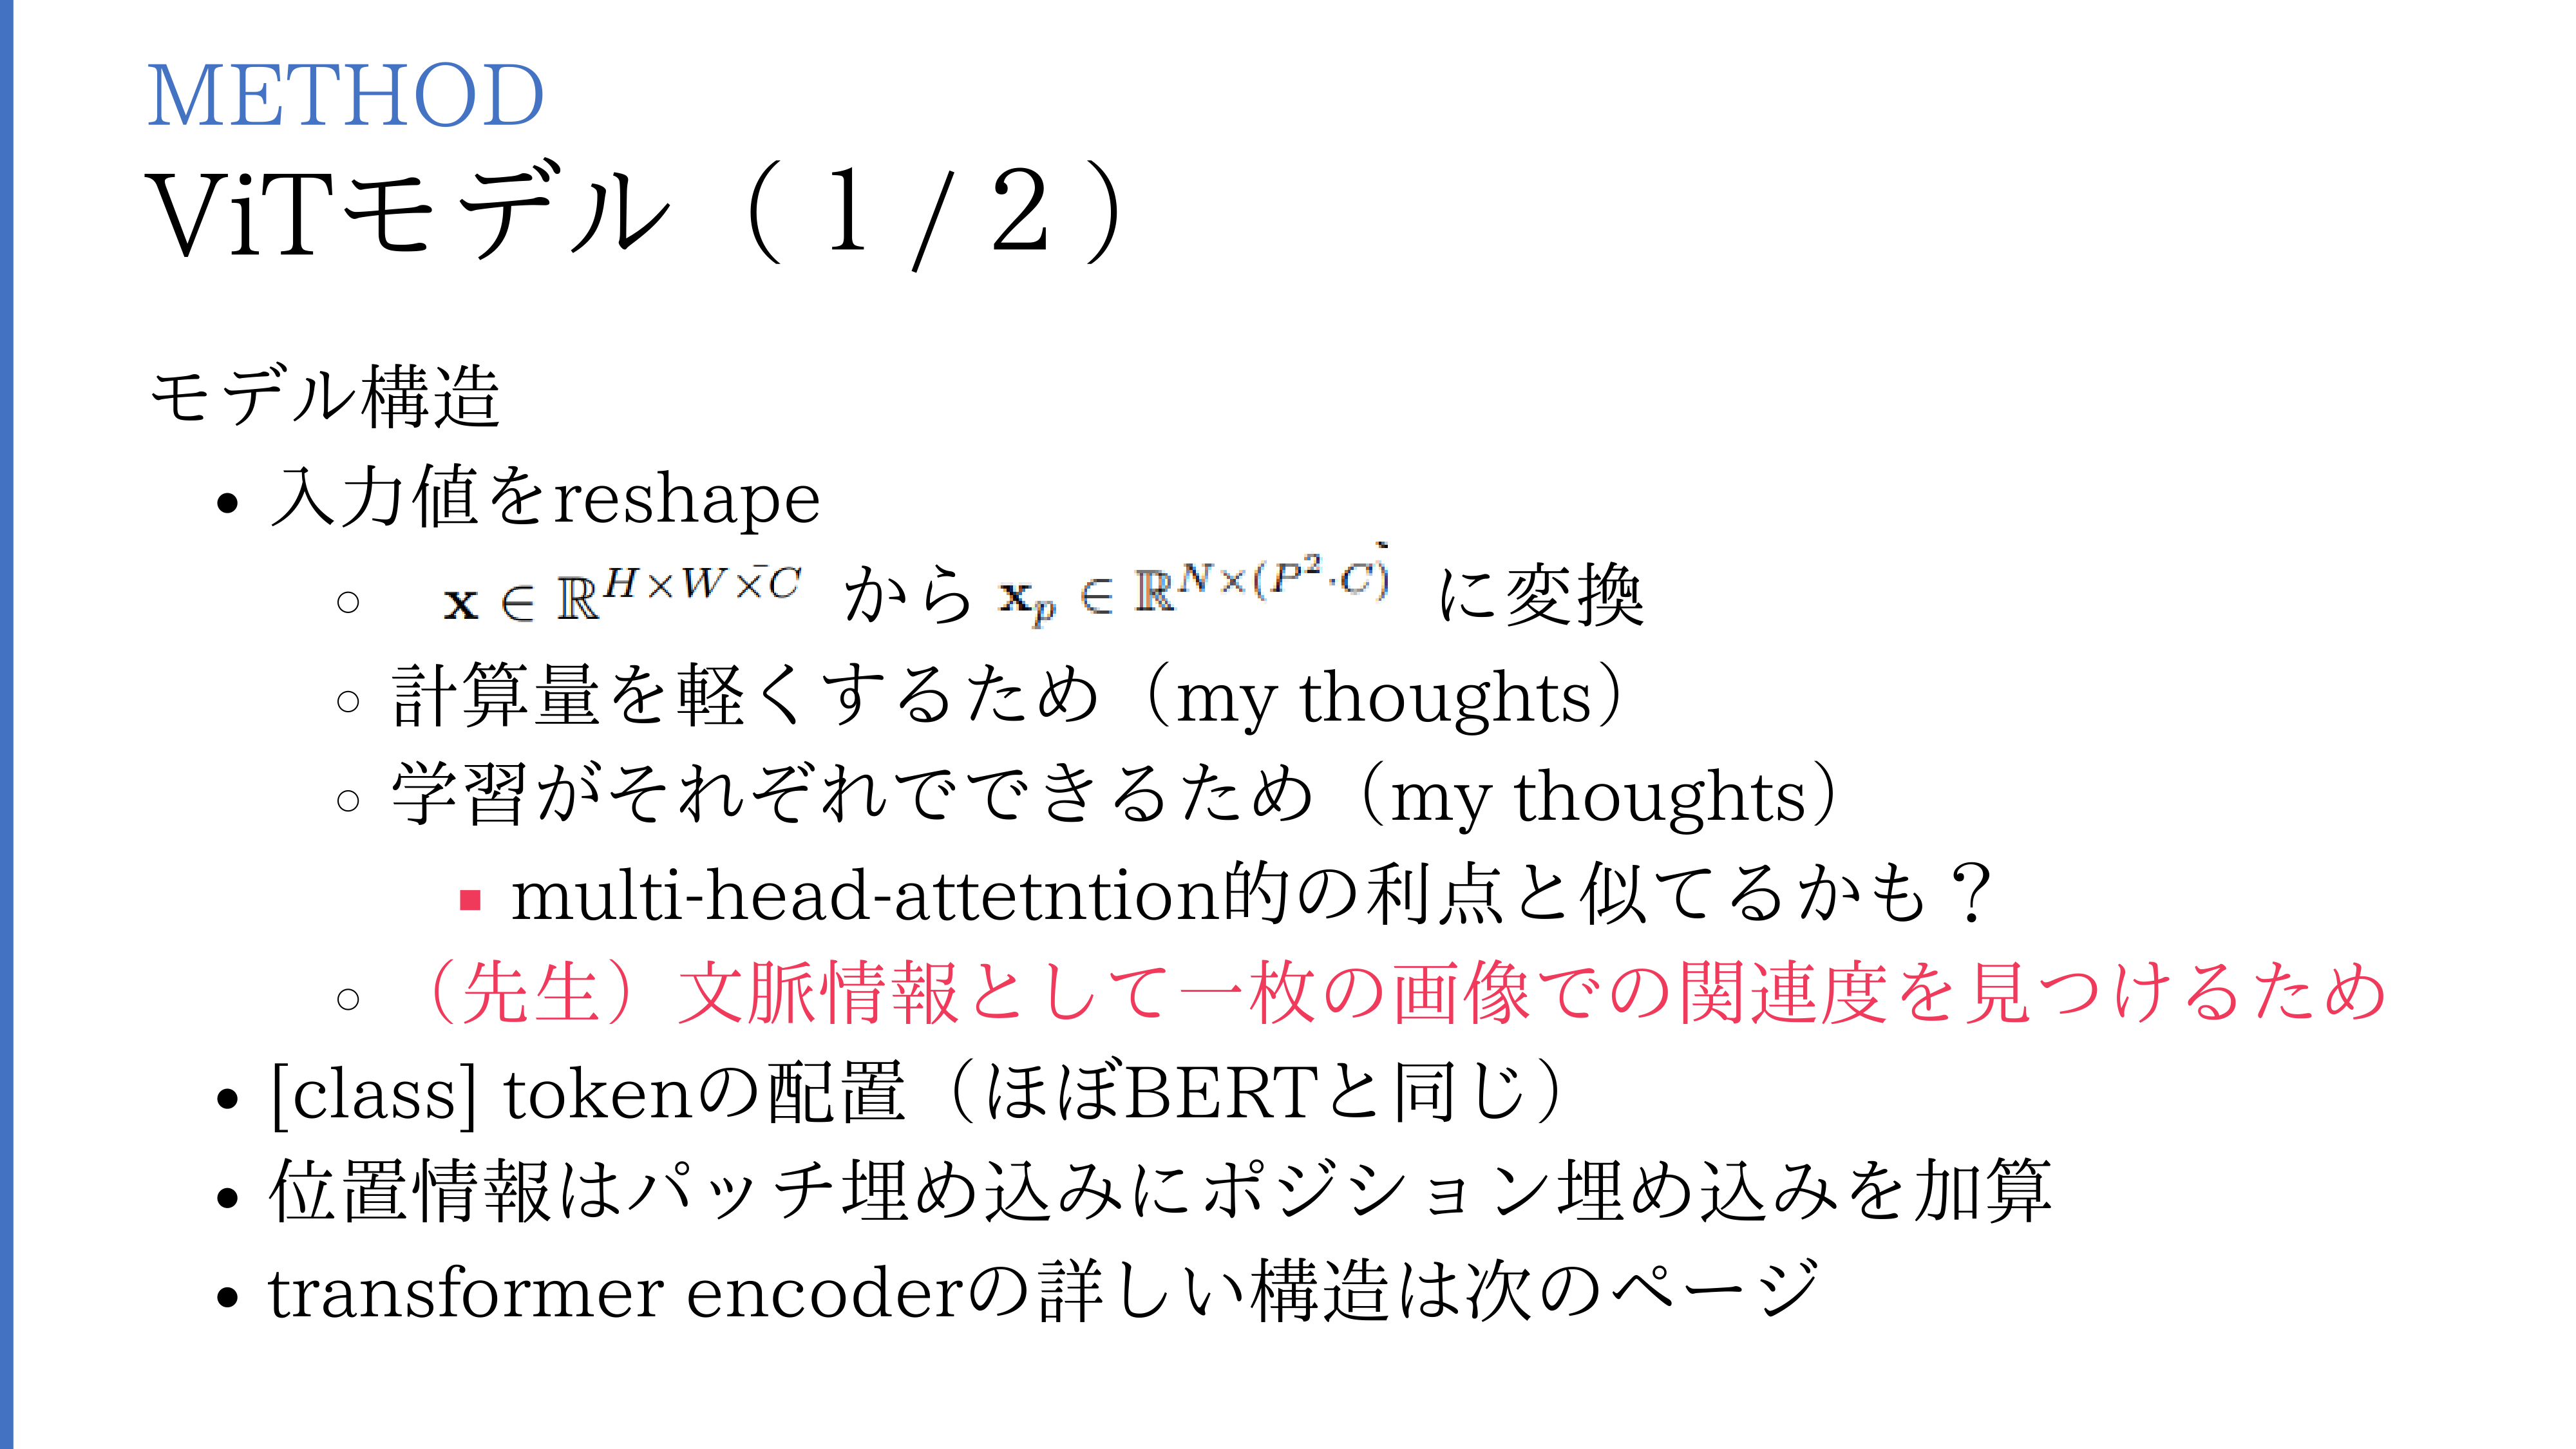 METHOD
ViTモデル（１/２）
モデル構造
• 入力値をreshape
○ x ∈ ℝ^{H×W×C} から x_p ∈ ℝ^{N×(P²·C)} に変換
○ 計算量を軽くするため（my thoughts）
○ 学習がそれぞれでできるため（my thoughts）
▪ multi-head-attetntion的の利点と似てるかも？
○ （先生）文脈情報として一枚の画像での関連度を見つけるため
• [class] tokenの配置（ほぼBERTと同じ）
• 位置情報はパッチ埋め込みにポジション埋め込みを加算
• transformer encoderの詳しい構造は次のページ